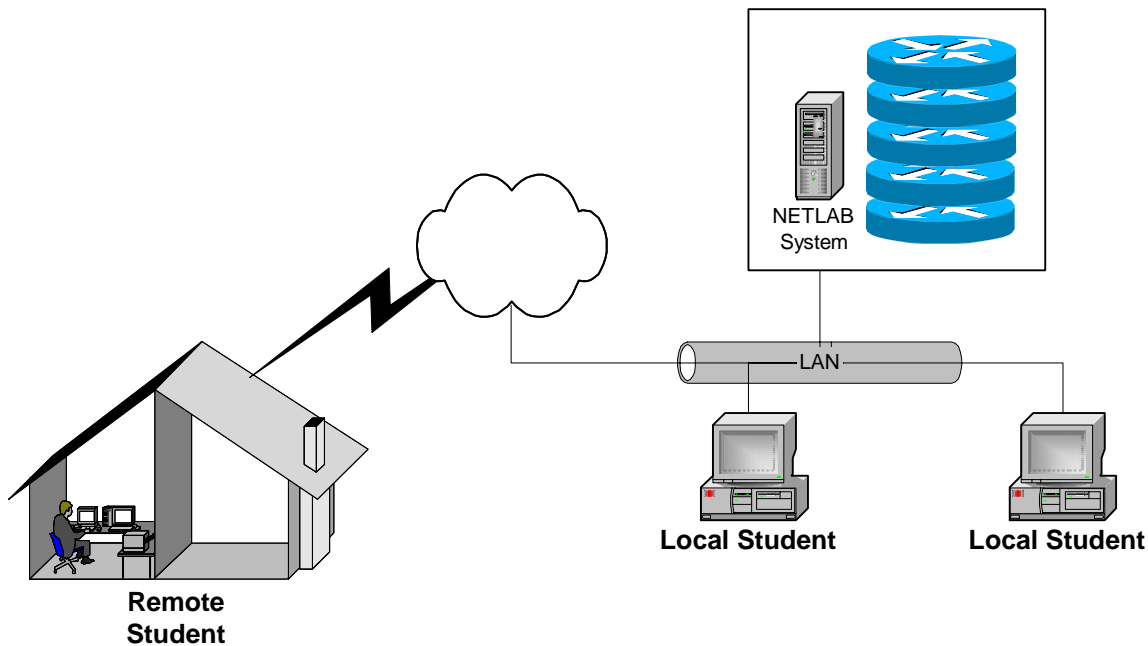 NETLAB
System
LAN
Local Student
Local Student
Remote
Student